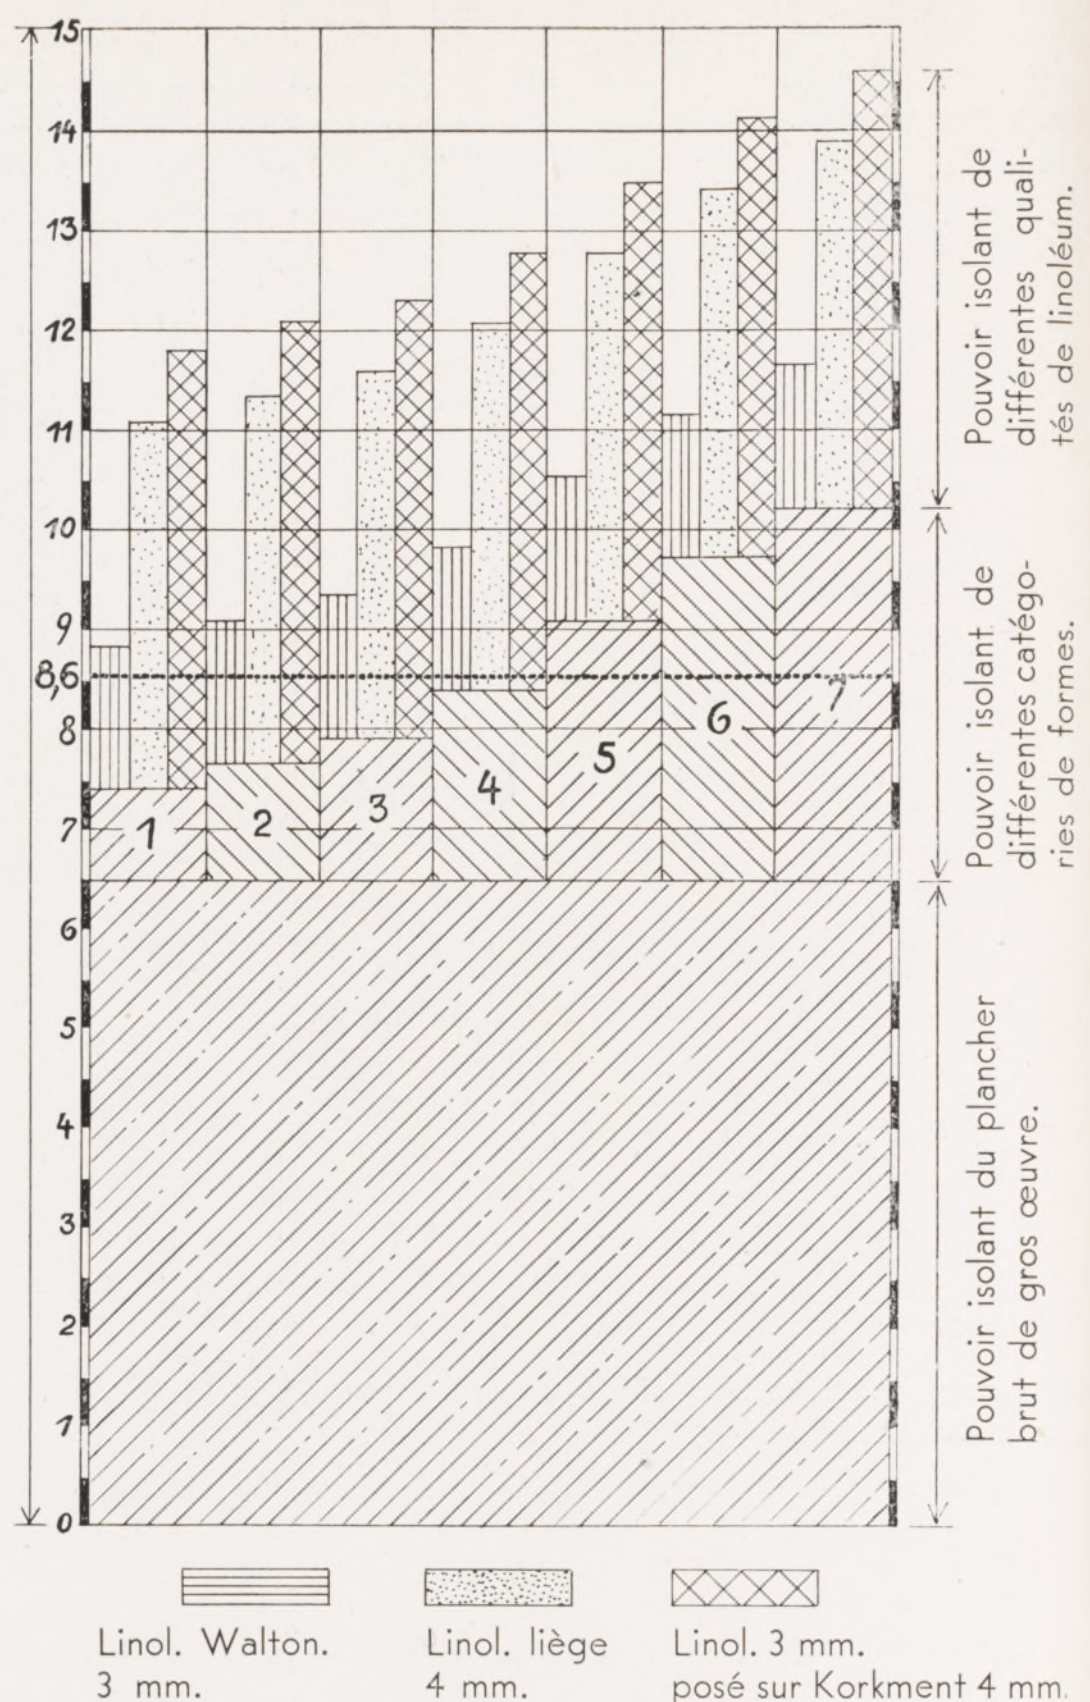 15
14
13
12
11
10
9
8,6
8
7
6
5
4
3
2
1
0
1
2
3
4
5
6
7
Pouvoir isolant de
différentes quali-
tés de linoléum.
Pouvoir isolant de
différentes catégo-
ries de formes.
Pouvoir isolant du plancher
brut de gros œuvre.
Linol. Walton.
3 mm.
Linol. liège
4 mm.
Linol. 3 mm.
posé sur Korkment 4 mm.